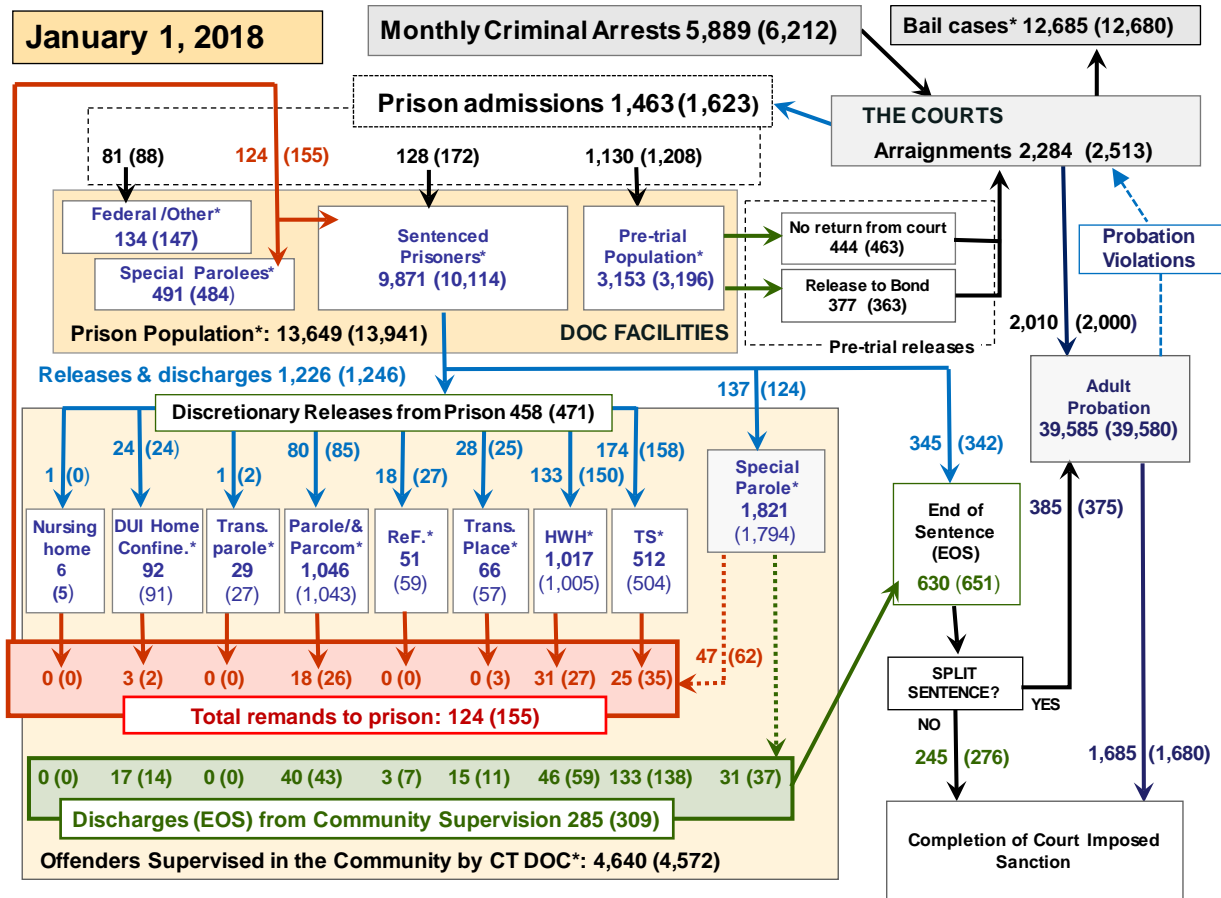 January 1, 2018
Monthly Criminal Arrests 5,889 (6,212)
Bail cases* 12,685 (12,680)
Prison admissions 1,463 (1,623)
THE COURTS
Arraignments 2,284 (2,513)
81 (88)
124 (155)
128 (172)
1,130 (1,208)
Federal /Other*
134 (147)
Special Parolees*
491 (484)
Sentenced
Prisoners*
9,871 (10,114)
Pre-trial
Population*
3,153 (3,196)
No return from court
444 (463)
Release to Bond
377 (363)
Pre-trial releases
Probation
Violations
Prison Population*: 13,649 (13,941)
DOC FACILITIES
2,010 (2,000)
Releases & discharges 1,226 (1,246)
137 (124)
Adult
Probation
39,585 (39,580)
Discretionary Releases from Prison 458 (471)
345 (342)
1 (0)
24 (24)
1 (2)
80 (85)
18 (27)
28 (25)
133 (150)
174 (158)
Nursing
home
6
(5)
DUI Home
Confine.*
92
(91)
Trans.
parole*
29
(27)
Parole/&
Parcom*
1,046
(1,043)
ReF.*
51
(59)
Trans.
Place*
66
(57)
HWH*
1,017
(1,005)
TS*
512
(504)
Special
Parole*
1,821
(1,794)
End of
Sentence
(EOS)
630 (651)
385 (375)
0 (0)
3 (2)
0 (0)
18 (26)
0 (0)
0 (3)
31 (27)
25 (35)
47 (62)
Total remands to prison: 124 (155)
SPLIT
SENTENCE?
YES
NO
245 (276)
1,685 (1,680)
0 (0)
17 (14)
0 (0)
40 (43)
3 (7)
15 (11)
46 (59)
133 (138)
31 (37)
Discharges (EOS) from Community Supervision 285 (309)
Offenders Supervised in the Community by CT DOC*: 4,640 (4,572)
Completion of Court Imposed
Sanction